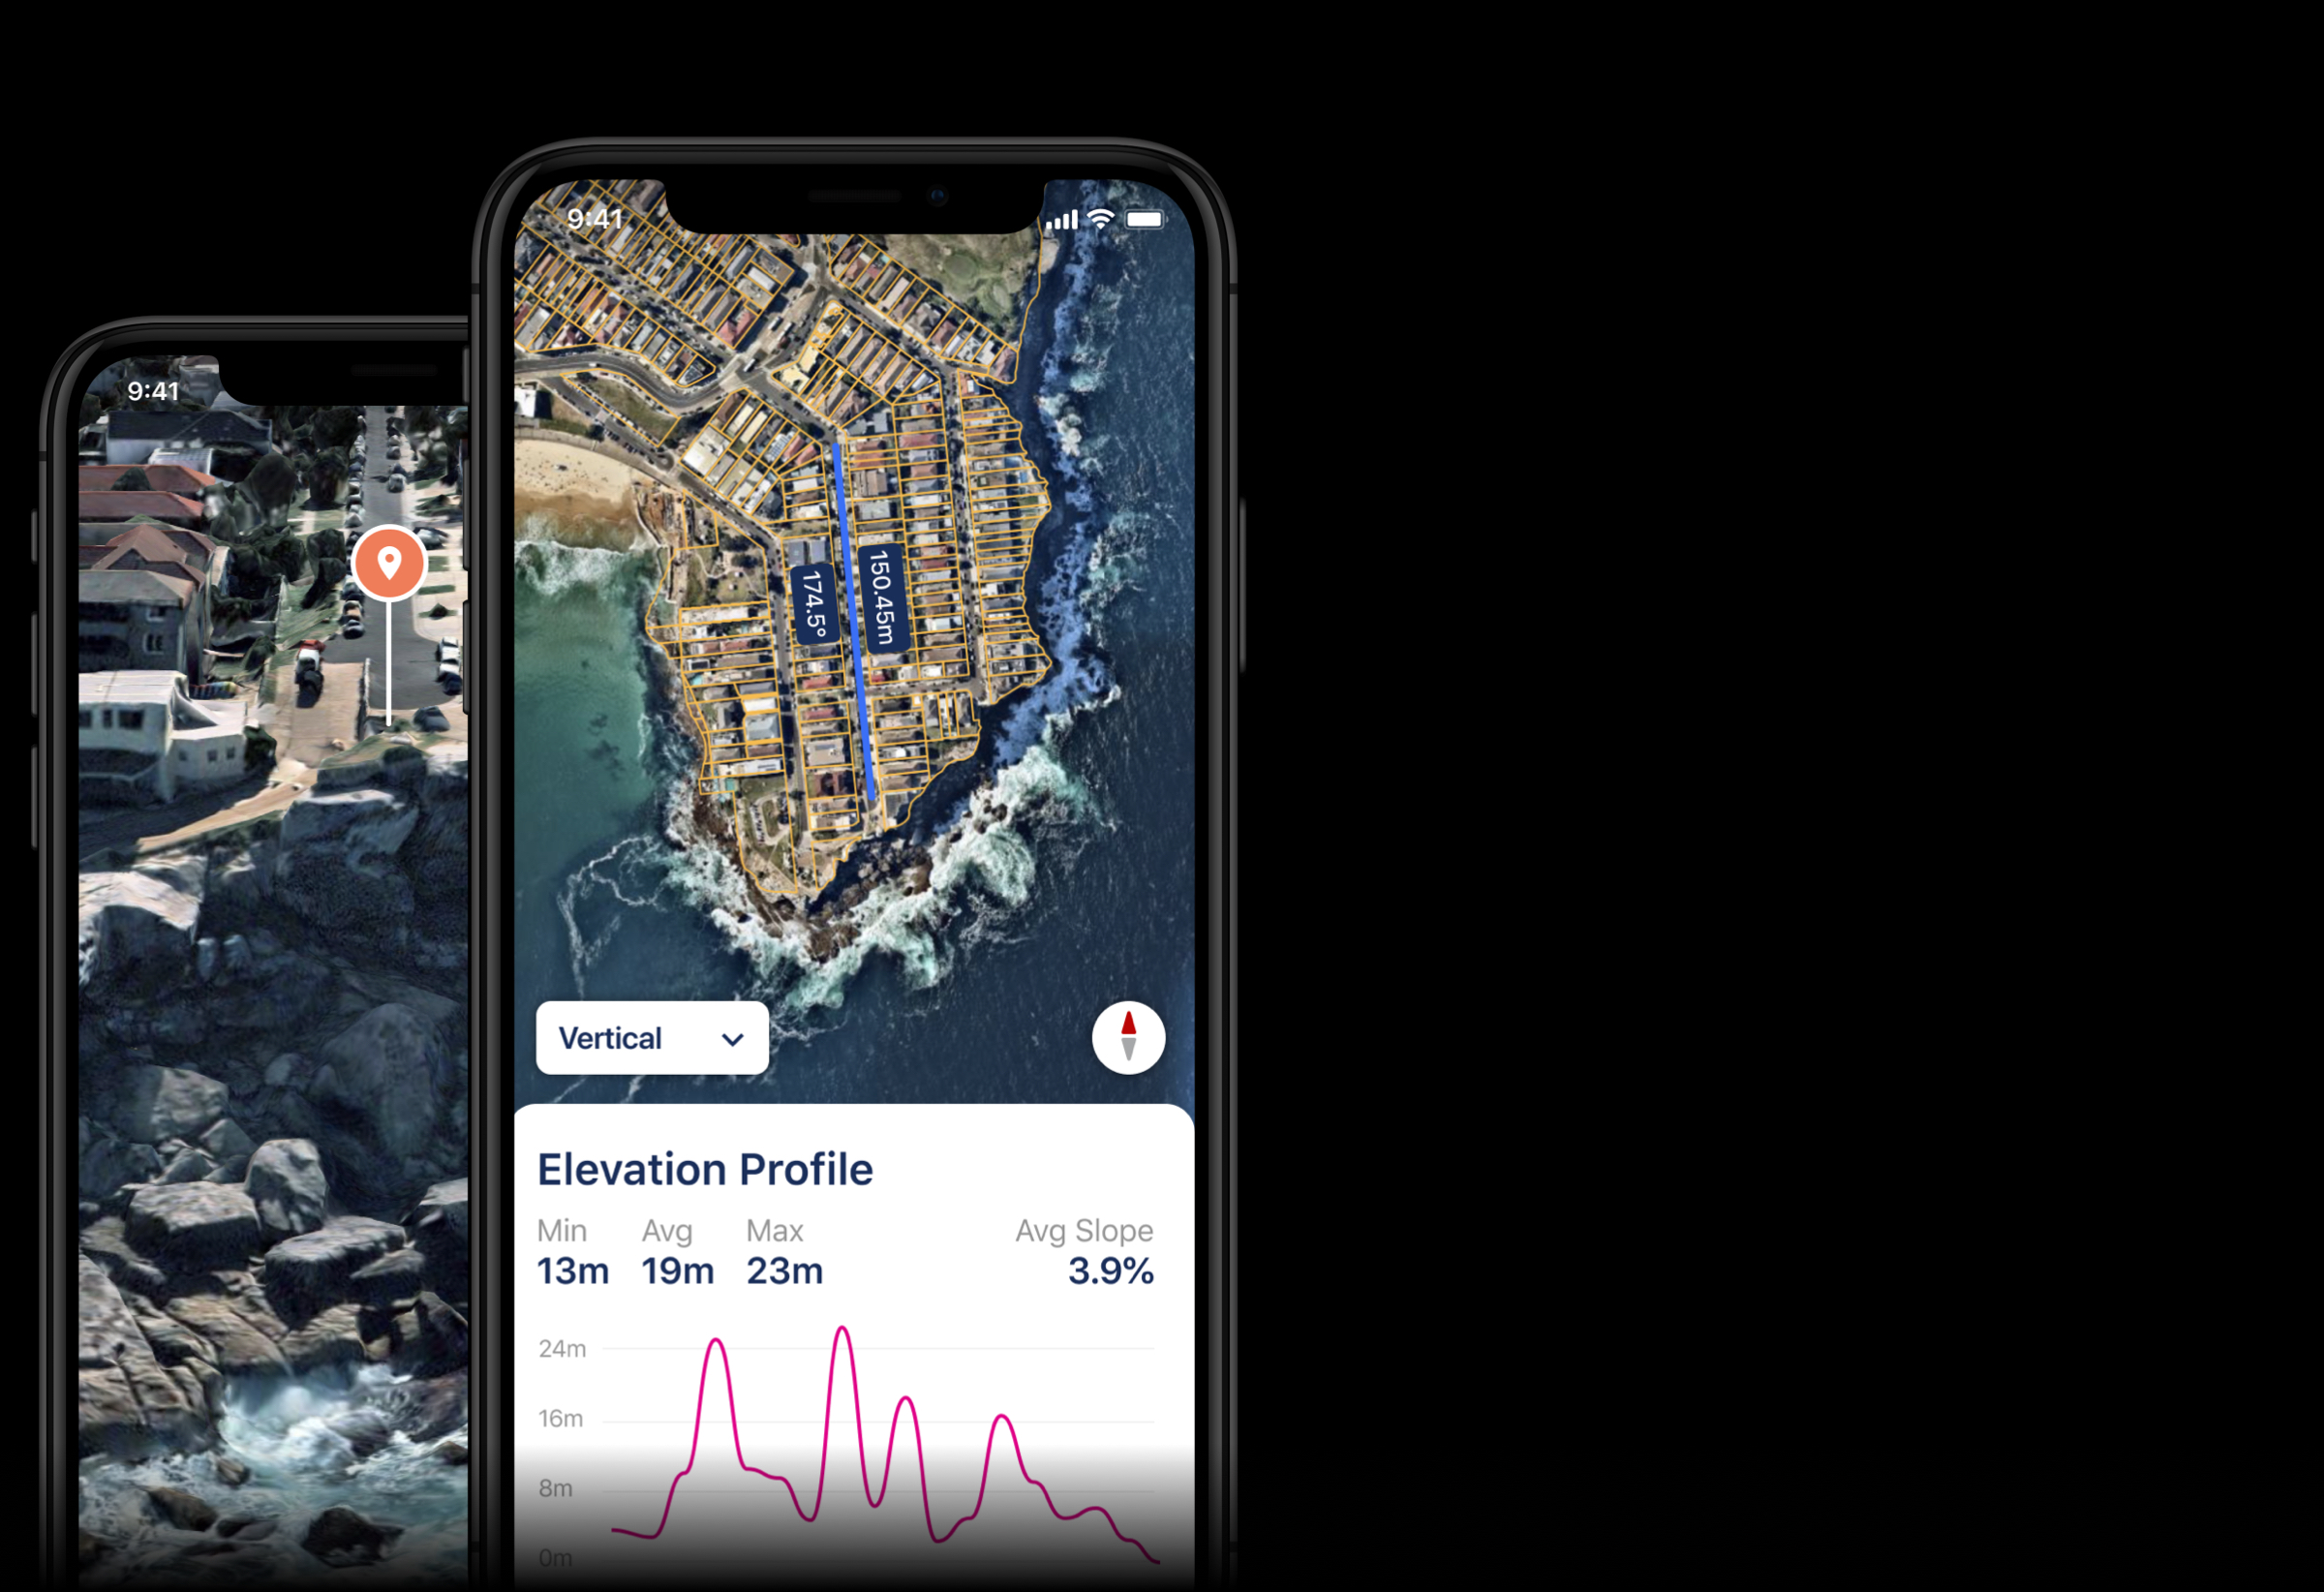 9:41
9:41
174.5°
150.45m
Vertical
Elevation Profile
Min Avg Max Avg Slope
13m 19m 23m 3.9%
24m
16m
8m
0m